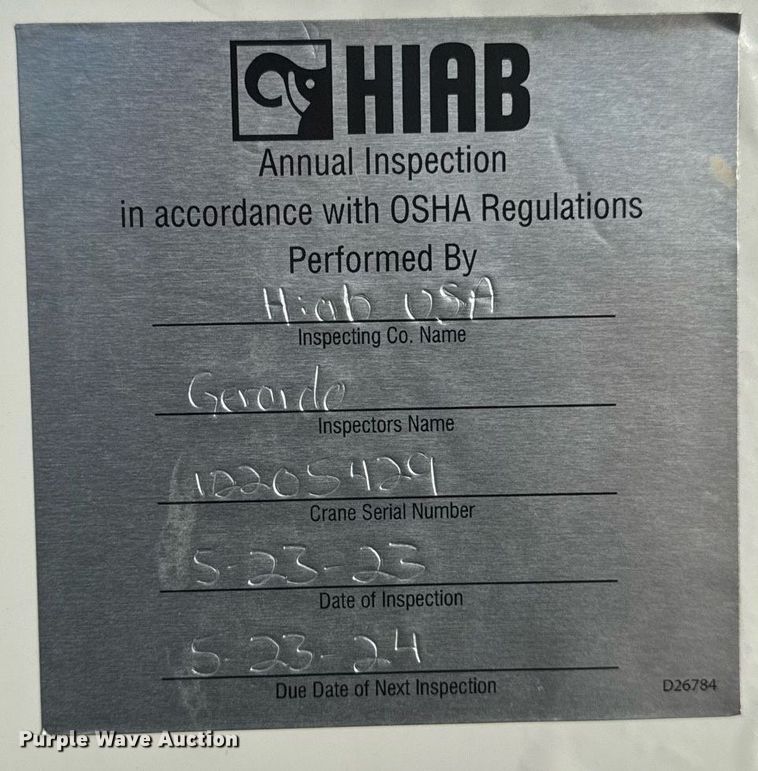 HIAB
Annual Inspection
in accordance with OSHA Regulations
Performed By
Hiab USA
Inspecting Co. Name
Gerardo
Inspectors Name
Crane Serial Number
5-23-23
Date of Inspection
5-23-24
Due Date of Next Inspection
D26784
Purple Wave Auction